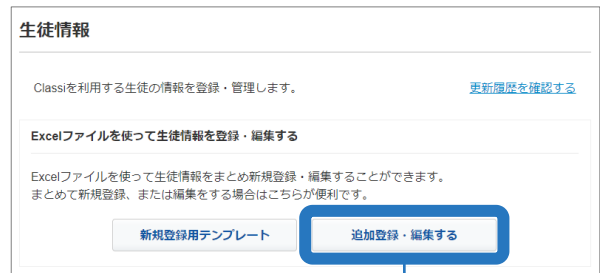 生徒情報
Classiを利用する生徒の情報を登録・管理します。
更新履歴を確認する
Excelファイルを使って生徒情報を登録・編集する
Excelファイルを使って生徒情報をまとめ新規登録・編集することができます。
まとめて新規登録、または編集をする場合はこちらが便利です。
新規登録用テンプレート
追加登録・編集する